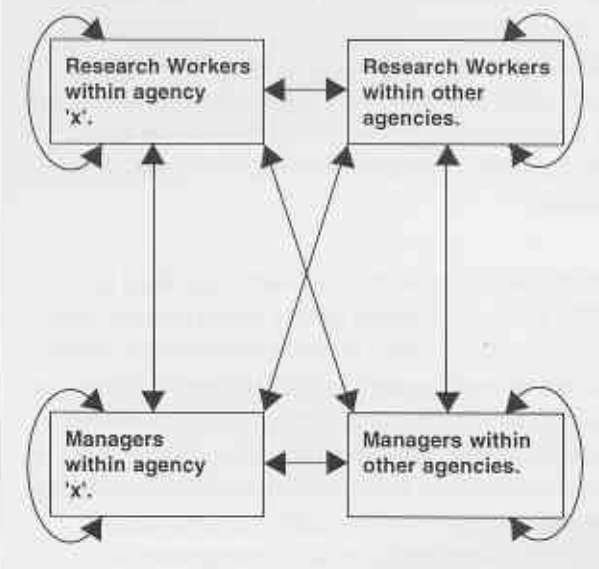 Research Workers
within agency
'x'.
Research Workers
within other
agencies.
Managers
within agency
'x'.
Managers within
other agencies.